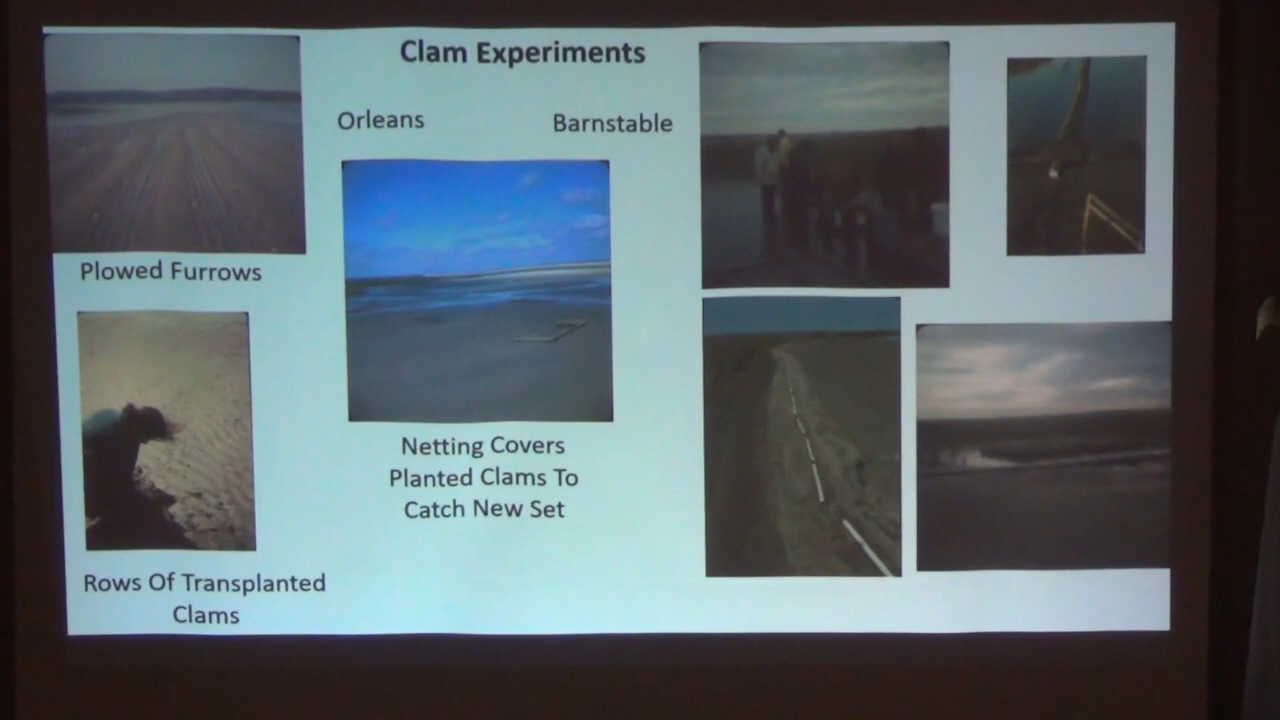 Clam Experiments
Orleans
Barnstable
Plowed Furrows
Netting Covers
Planted Clams To
Catch New Set
Rows Of Transplanted
Clams